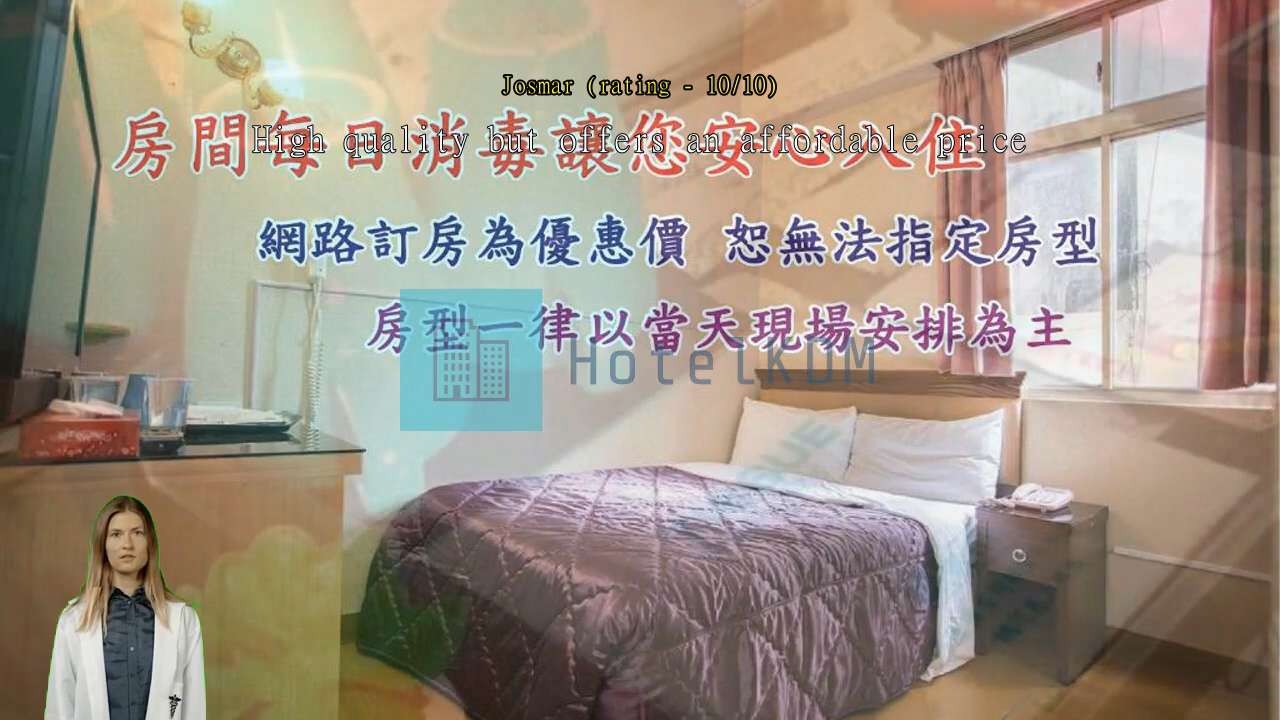 Josmar (rating - 10/10)
High quality but offers an affordable price
房間每日消毒讓您安心入住
網路訂房為優惠價 恕無法指定房型
房型一律以當天現場安排為主
HotelKOM